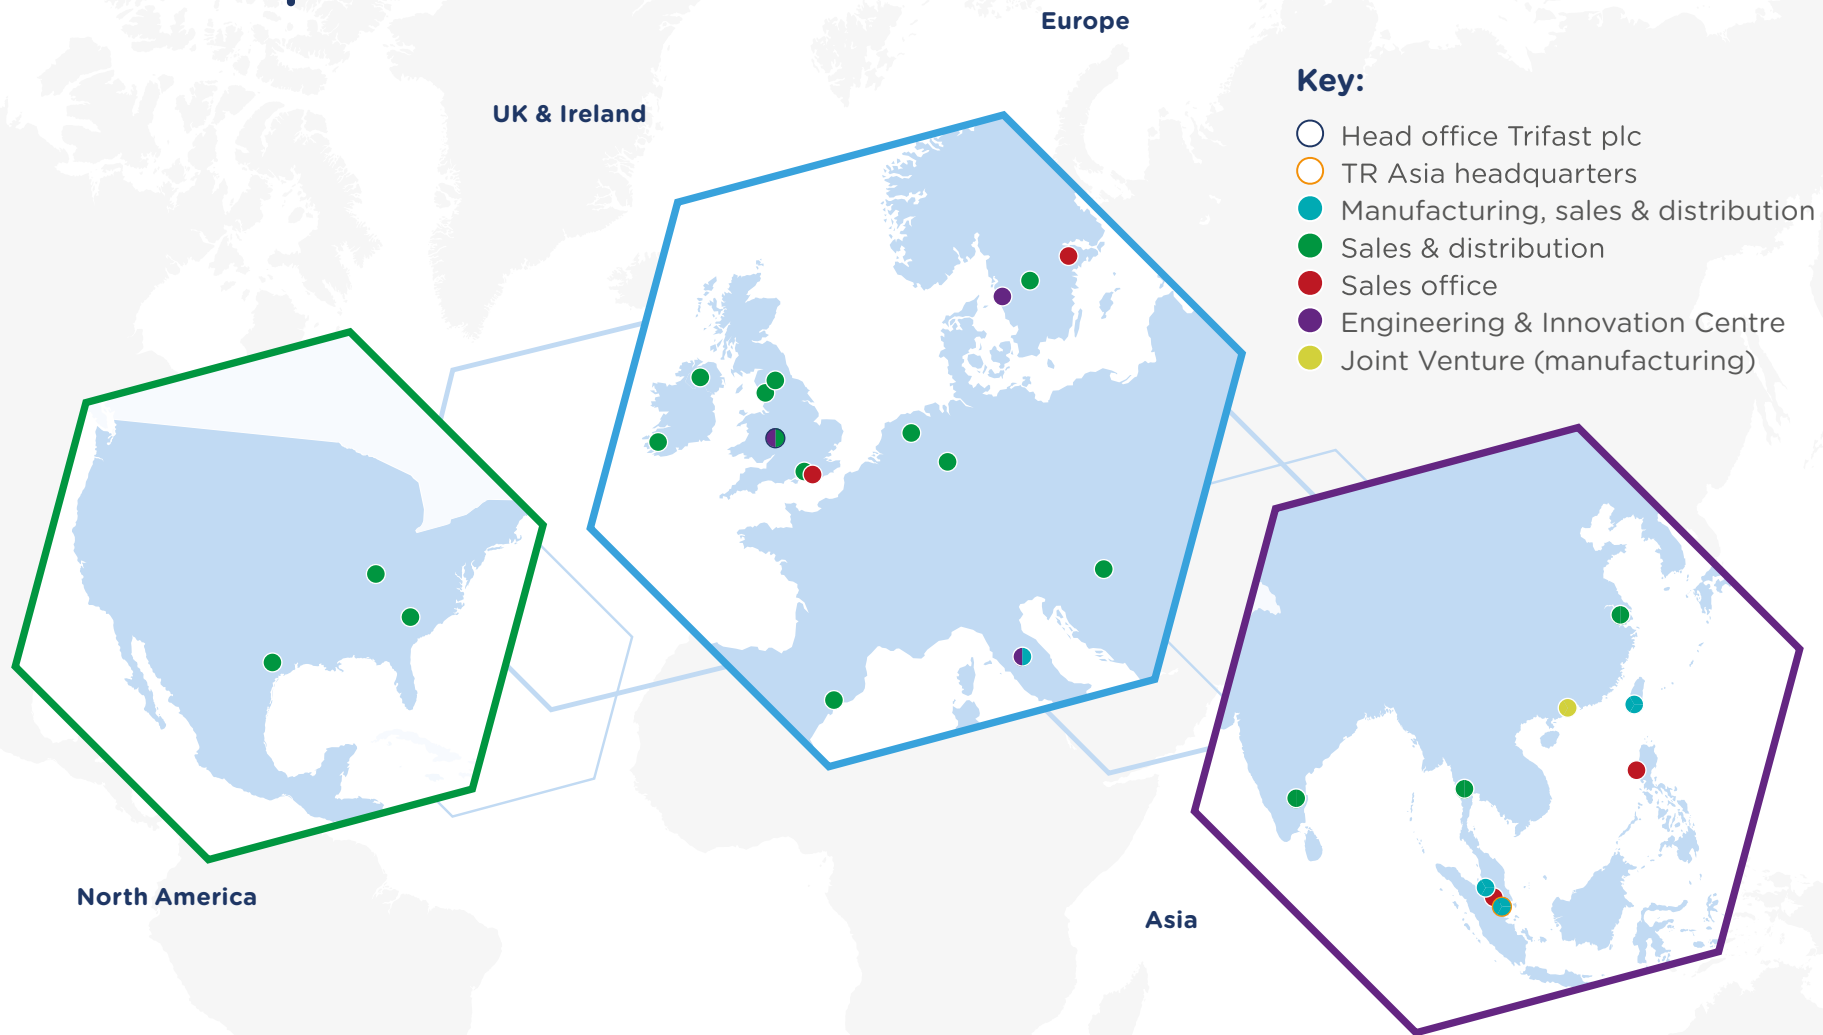 Europe
UK & Ireland
Key:
Head office Trifast plc
TR Asia headquarters
Manufacturing, sales & distribution
Sales & distribution
Sales office
Engineering & Innovation Centre
Joint Venture (manufacturing)
North America
Asia